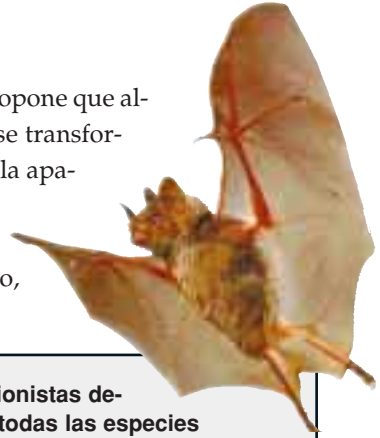 opone que al-
se transfor-
la apa-
o,
ionistas de-
todas las especies